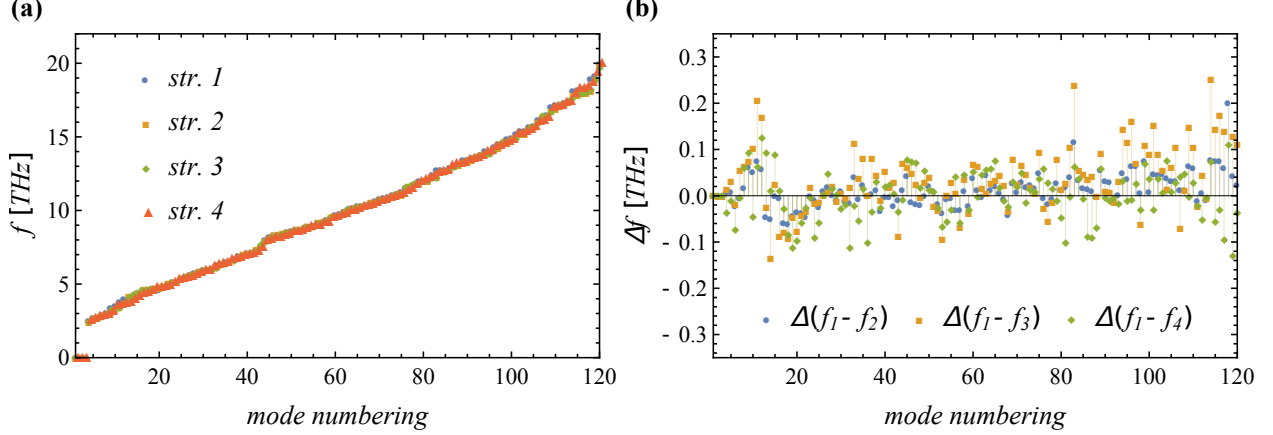 (a)
f [THz]
20
15
10
5
0
str. 1
str. 2
str. 3
str. 4
20 40 60 80 100 120
mode numbering
(b)
Δf [THz]
0.3
0.2
0.1
0.0
- 0.1
- 0.2
- 0.3
Δ(f1 - f2) Δ(f1 - f3) Δ(f1 - f4)
20 40 60 80 100 120
mode numbering